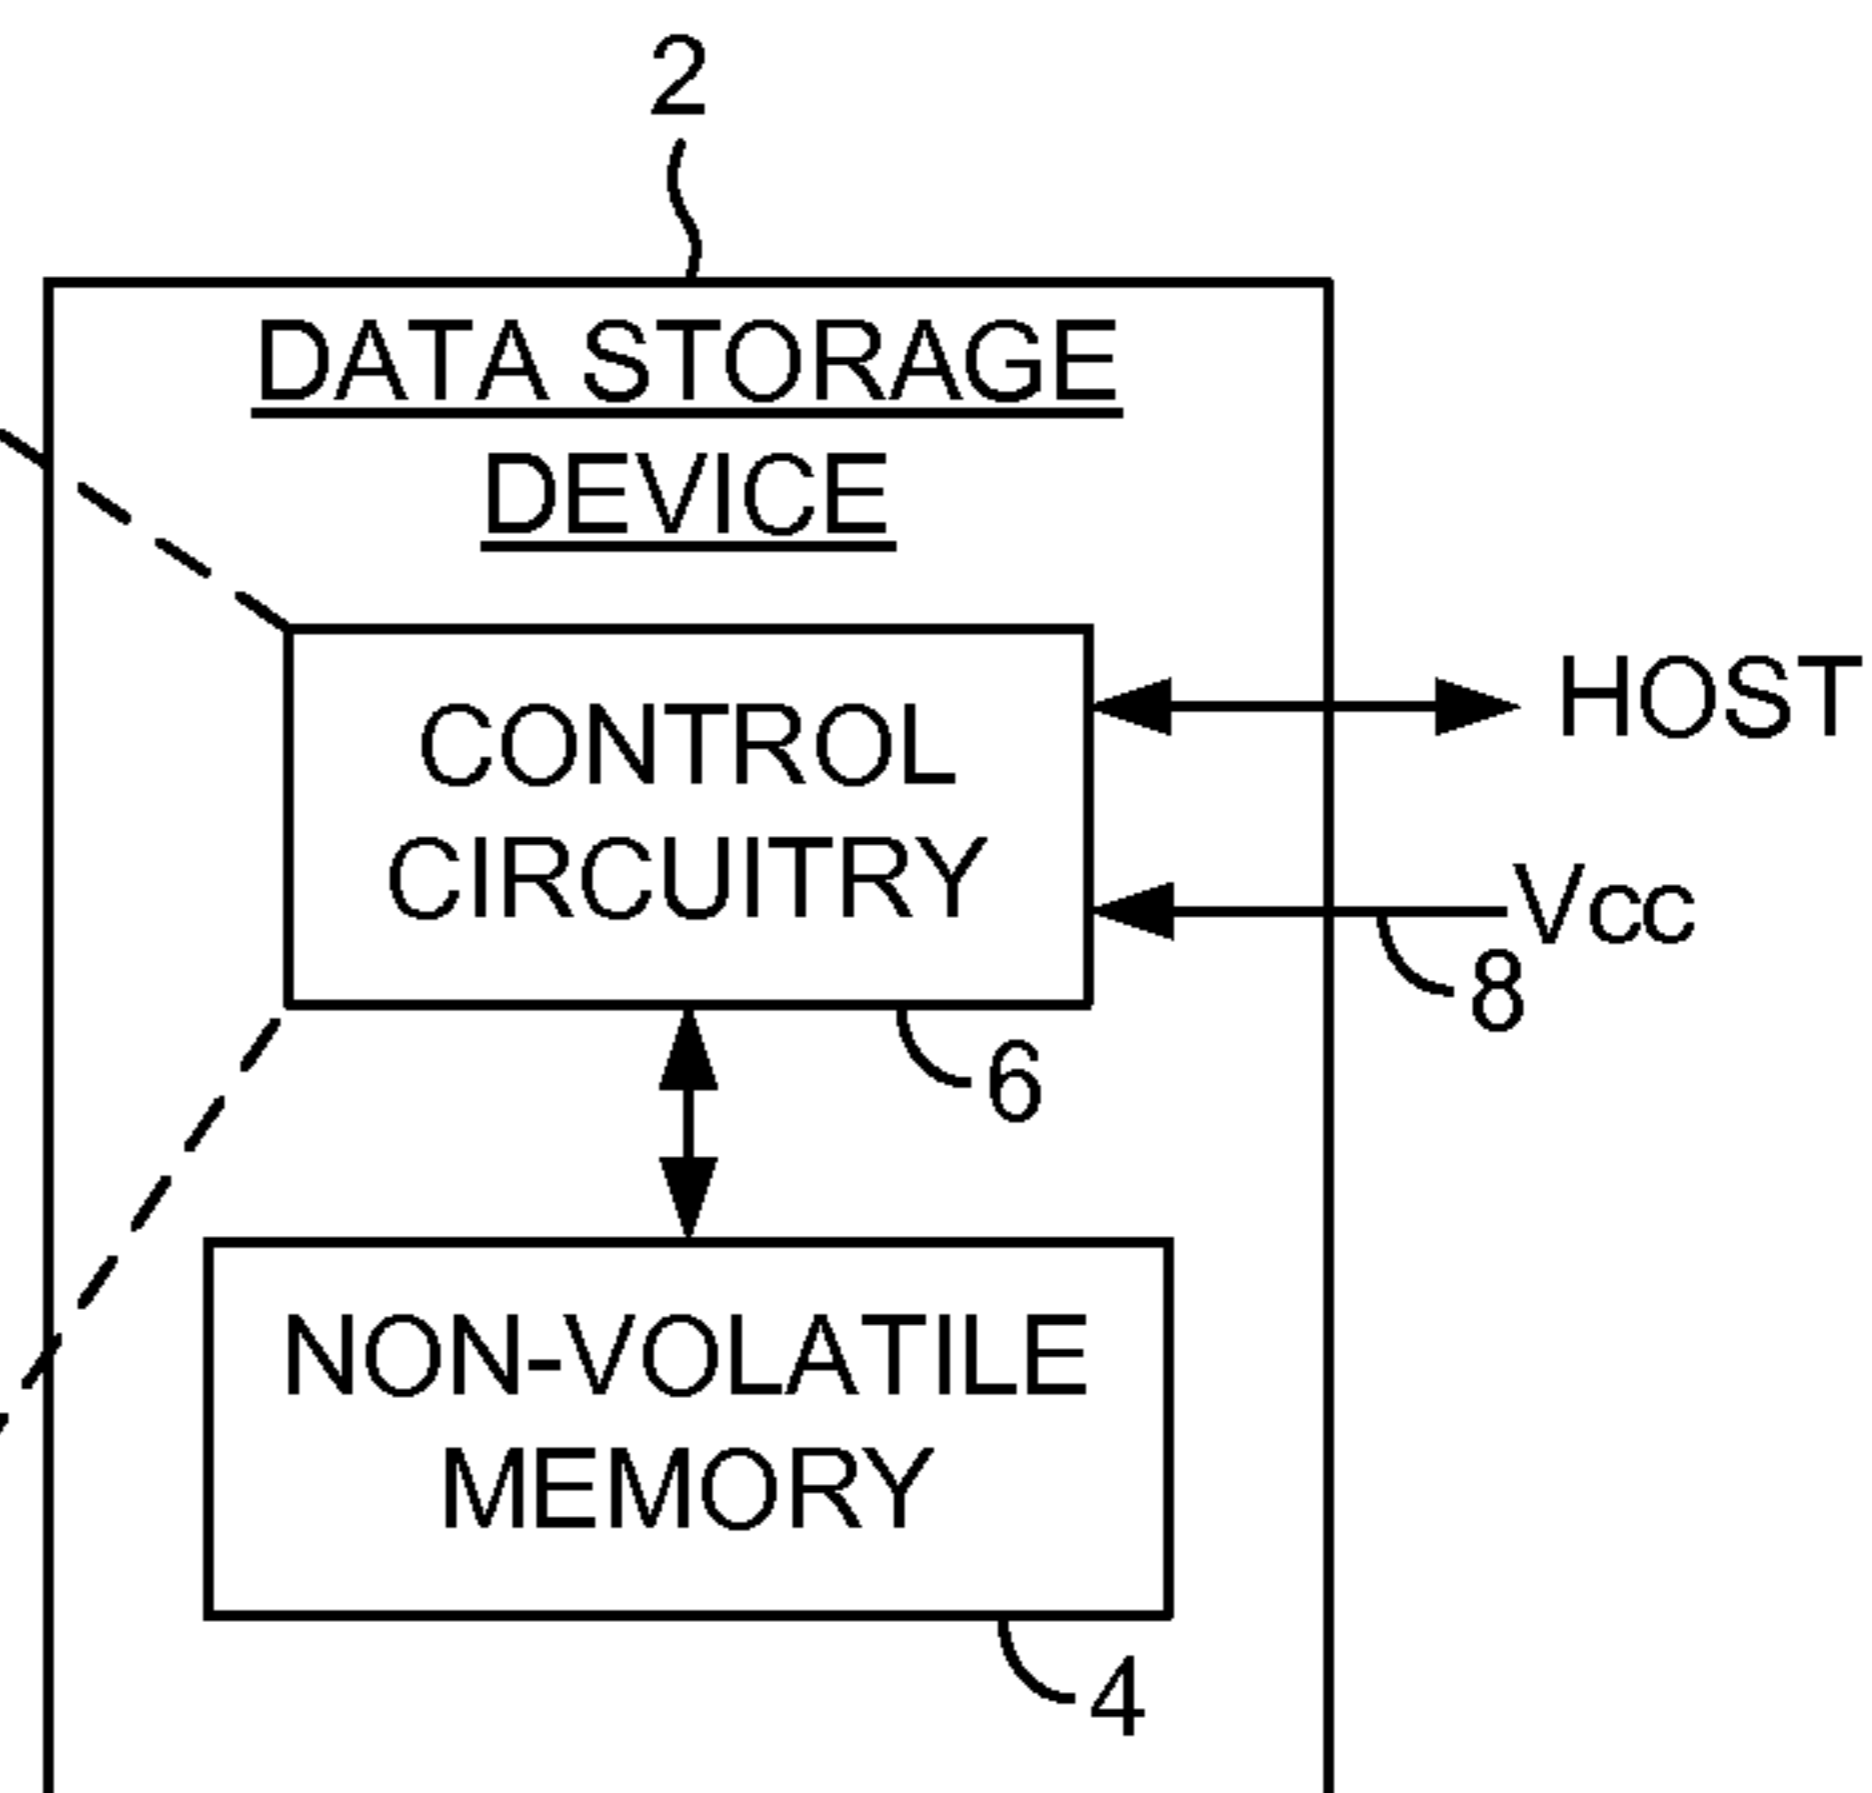 2
DATA STORAGE
DEVICE
CONTROL
CIRCUITRY
HOST
Vcc
8
6
NON-VOLATILE
MEMORY
4